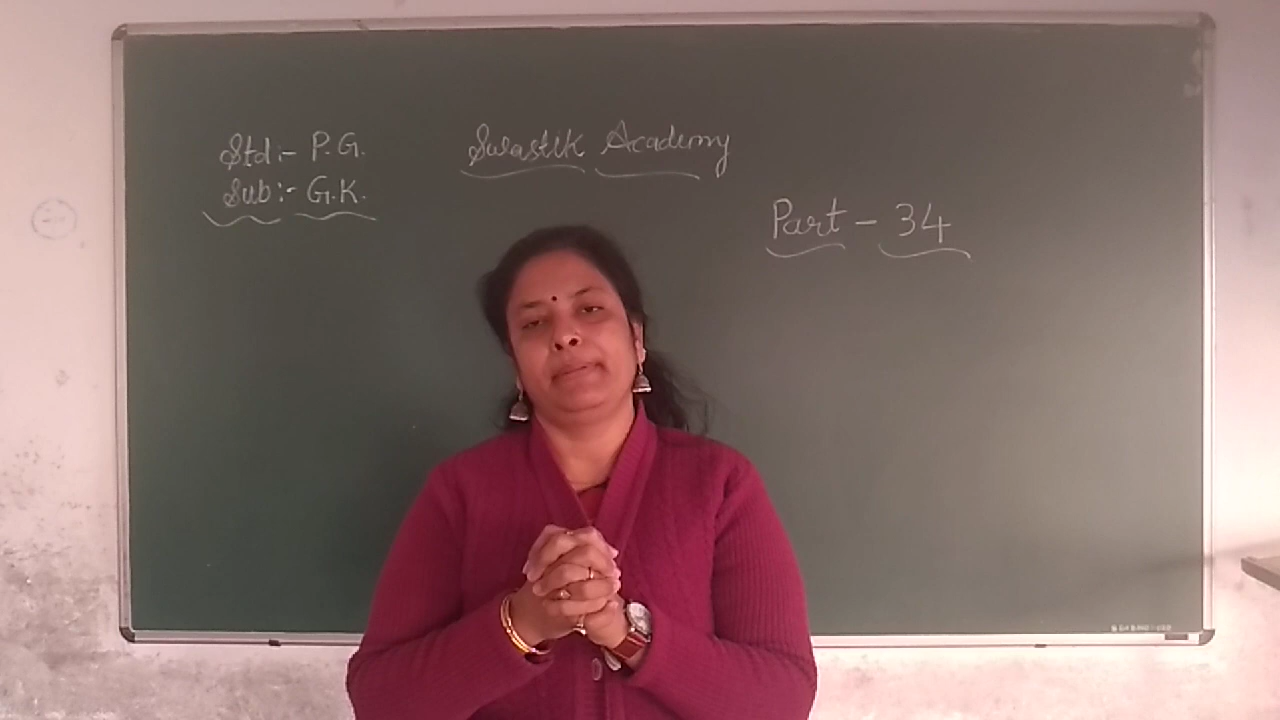 Std:- P.G.
Sub:- G.K.
Swastik Academy
Part - 34